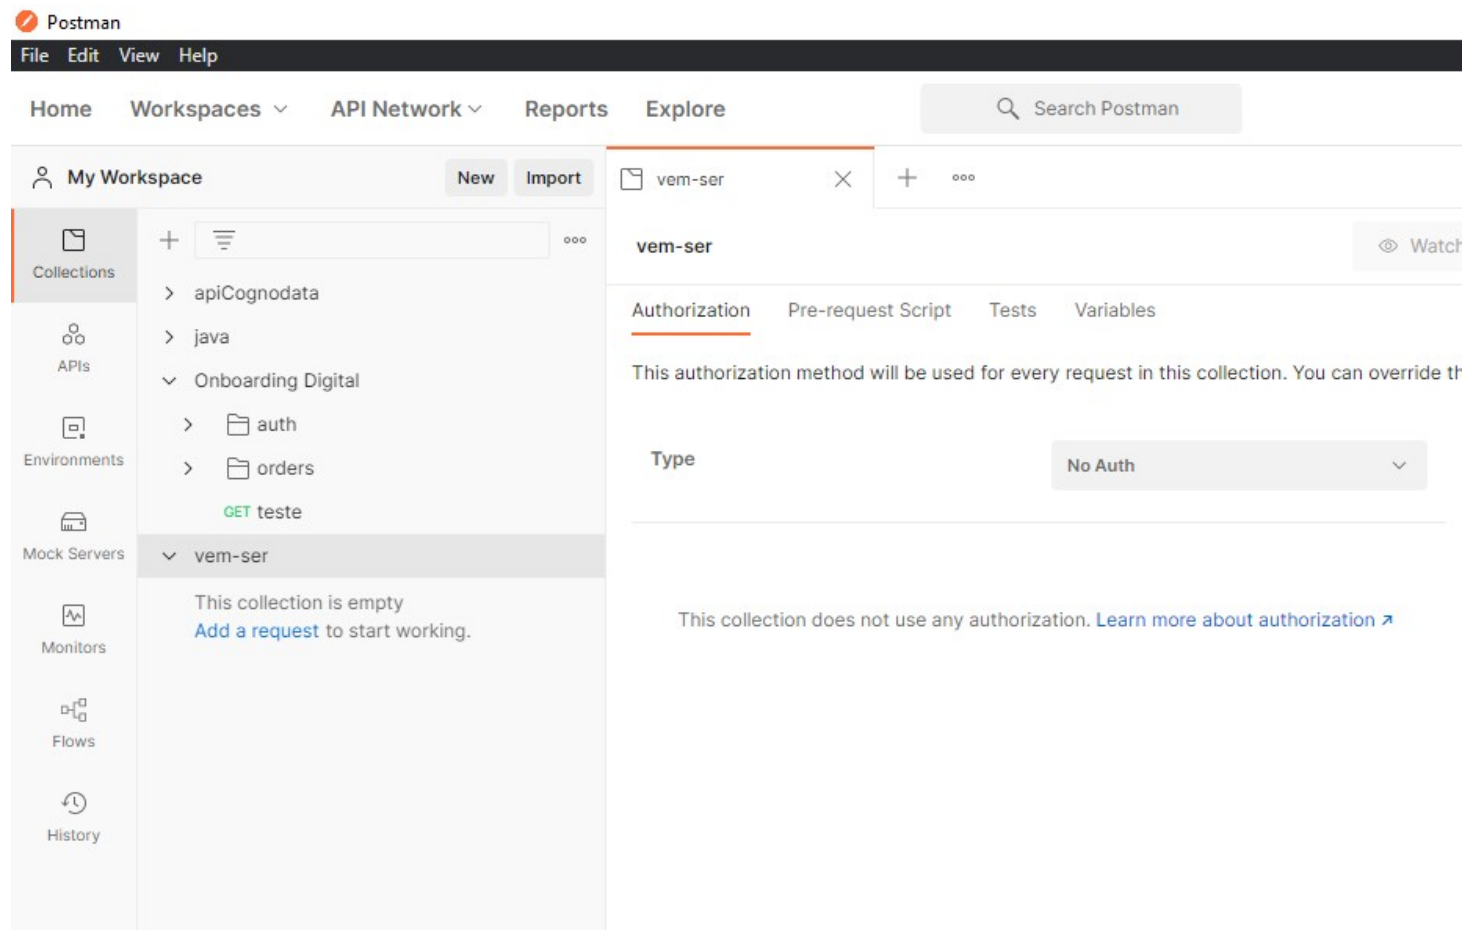 Postman
File Edit View Help
Home Workspaces API Network Reports Explore Search Postman
My Workspace New Import
vem-ser
Collections
APIs
Environments
Mock Servers
Monitors
Flows
History
apiCognodata
java
Onboarding Digital
auth
orders
GET teste
vem-ser
This collection is empty
Add a request to start working.
vem-ser Watch
Authorization Pre-request Script Tests Variables
This authorization method will be used for every request in this collection. You can override th
Type No Auth
This collection does not use any authorization. Learn more about authorization ↗